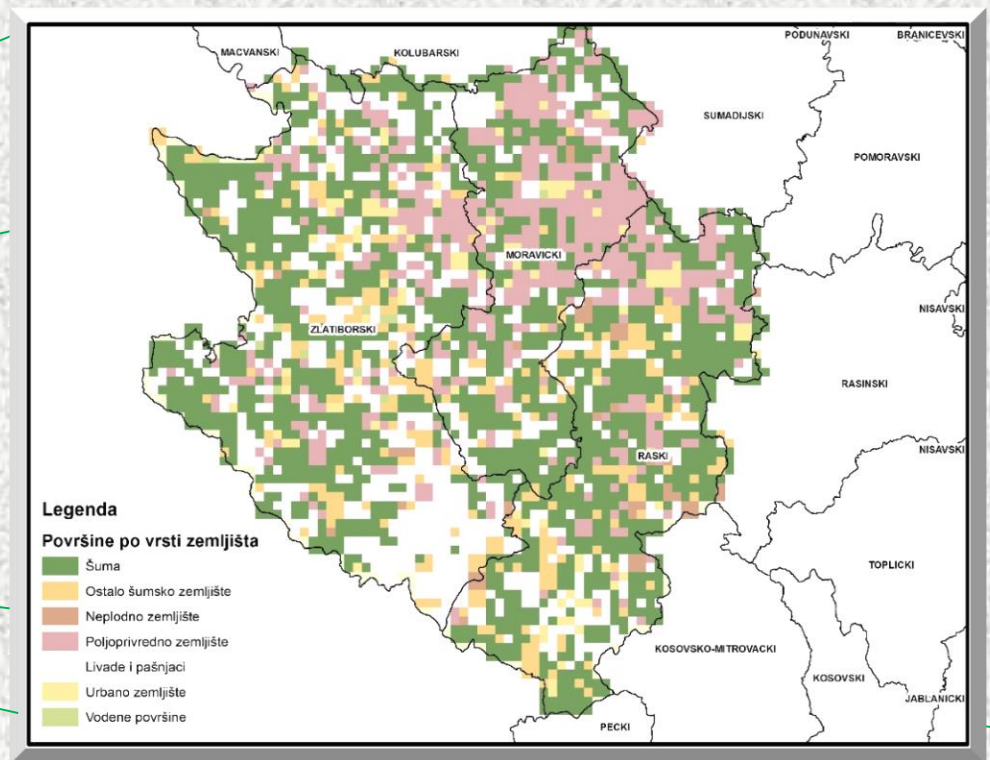 PODUNAVSKI
BRANICEVSKI
MACVANSKI
KOLUBARSKI
SUMADIJSKI
POMORAVSKI
MORAVICKI
NISAVSKI
ZLATIBORSKI
RASINSKI
RASKI
NISAVSKI
Legenda
Površine po vrsti zemljišta
Šuma
Ostalo šumsko zemljište
Neplodno zemljište
Poljoprivredno zemljište
Livade i pašnjaci
Urbano zemljište
Vodene površine
TOPLICKI
KOSOVSKO-MITROVACKI
KOSOVSKI
JABLANICKI
PECKI